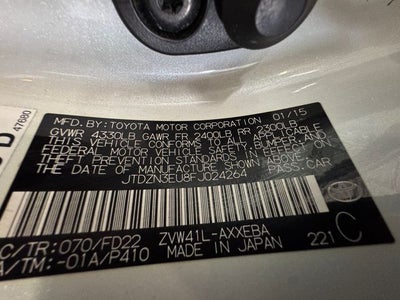 47680
MFD. BY: TOYOTA MOTOR CORPORATION 01/15
GVWR 4330LB GAWR FR 2400LB RR 2300LB
THIS VEHICLE CONFORMS TO ALL APPLICABLE
FEDERAL MOTOR VEHICLE SAFETY, BUMPER, AND
THEFT PREVENTION STANDARDS IN EFFECT ON
THE DATE OF MANUFACTURE SHOWN ABOVE.
PASS. CAR
C/TR: 070/FD22 ZVW41L-AXXEBA
A/TM: -01A/P410 MADE IN JAPAN 221 C